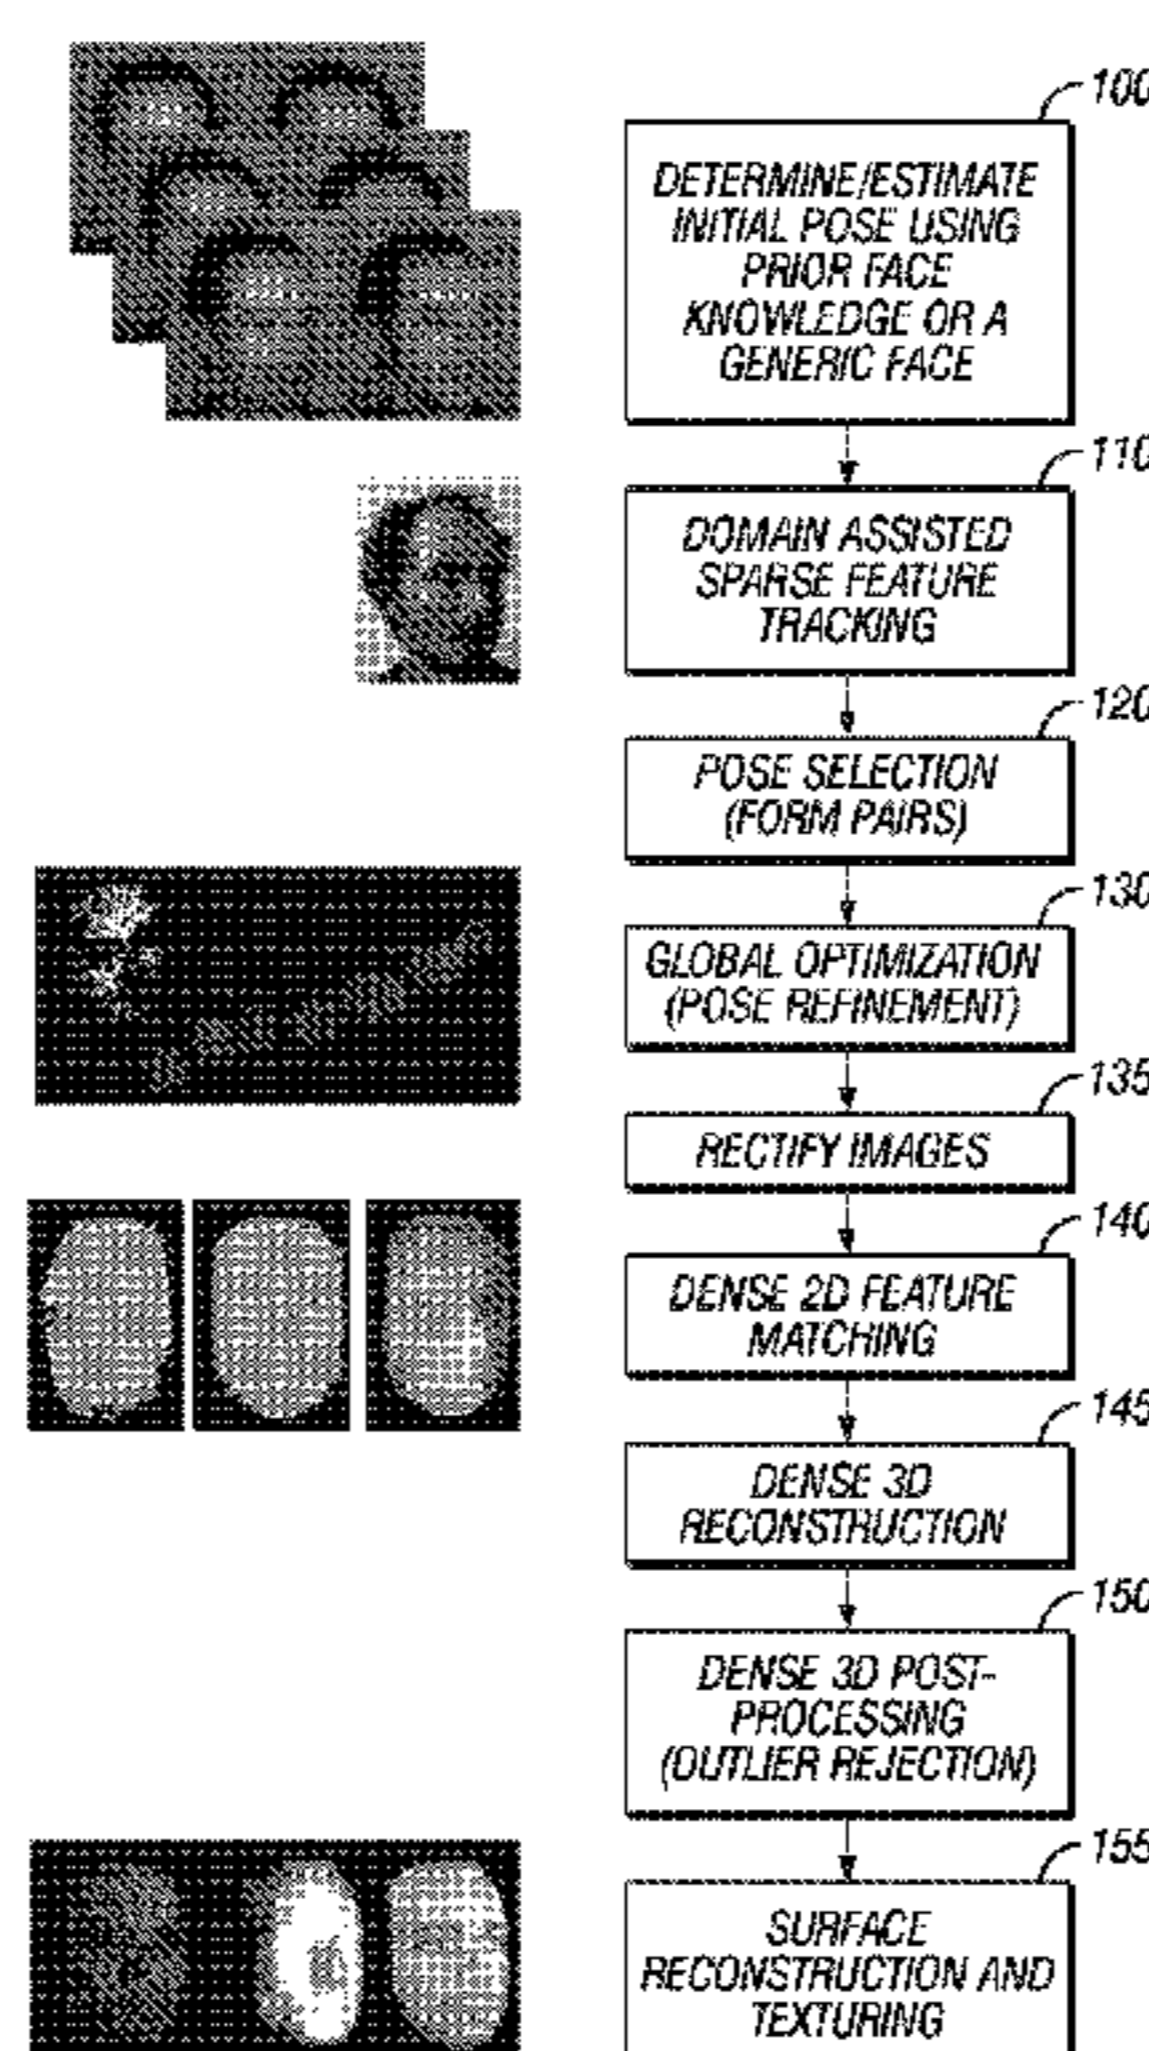 100
DETERMINE/ESTIMATE
INITIAL POSE USING
PRIOR FACE
KNOWLEDGE OR A
GENERIC FACE
110
DOMAIN ASSISTED
SPARSE FEATURE
TRACKING
120
POSE SELECTION
(FORM PAIRS)
130
GLOBAL OPTIMIZATION
(POSE REFINEMENT)
135
RECTIFY IMAGES
140
DENSE 2D FEATURE
MATCHING
145
DENSE 3D
RECONSTRUCTION
150
DENSE 3D POST-
PROCESSING
(OUTLIER REJECTION)
155
SURFACE
RECONSTRUCTION AND
TEXTURING